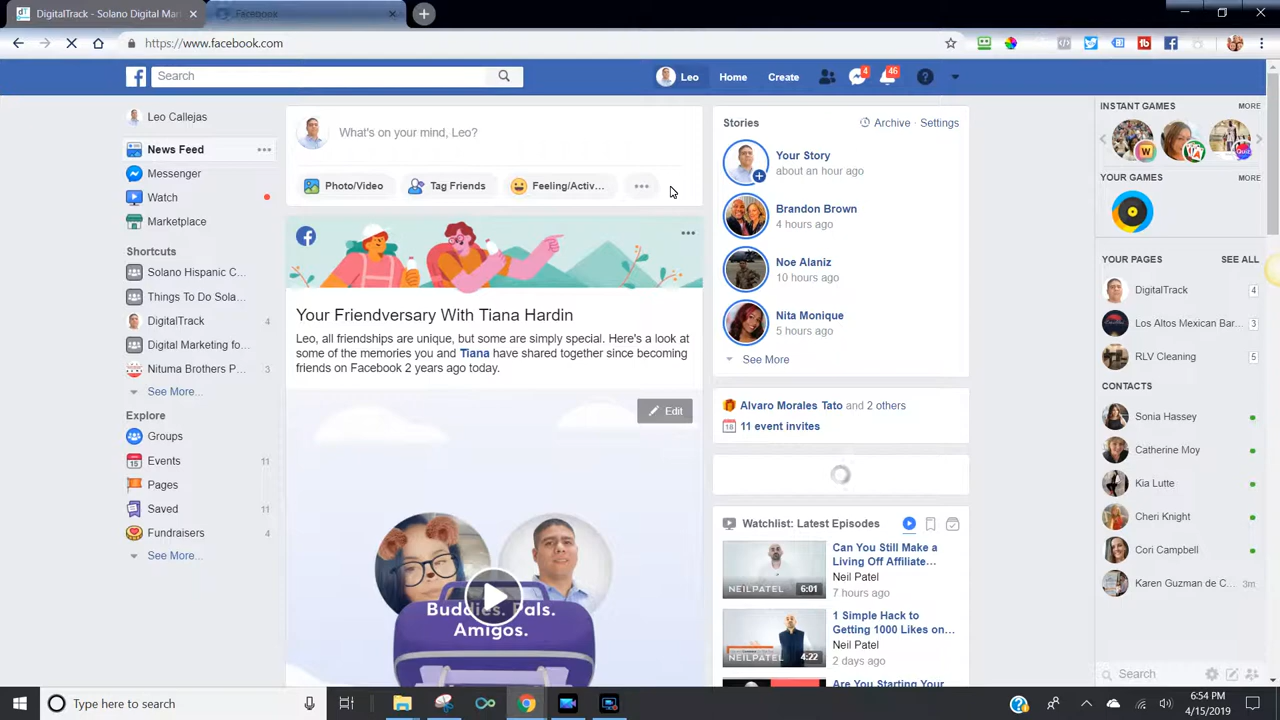 DigitalTrack - Solano Digital Mar
Facebook
https://www.facebook.com
Search
Leo
Home
Create
4
46
Leo Callejas
News Feed
Messenger
Watch
Marketplace
Shortcuts
Solano Hispanic C...
Things To Do Sola...
DigitalTrack 4
Digital Marketing fo...
Nituma Brothers P...
See More...
Explore
Groups
Events 11
Pages
Saved 11
Fundraisers 4
See More...
What's on your mind, Leo?
Photo/Video
Tag Friends
Feeling/Activ...
Your Friendversary With Tiana Hardin
Leo, all friendships are unique, but some are simply special. Here's a look at
some of the memories you and Tiana have shared together since becoming
friends on Facebook 2 years ago today.
Edit
Buddies. Pals.
Amigos.
Stories
Archive · Settings
Your Story
about an hour ago
Brandon Brown
4 hours ago
Noe Alaniz
10 hours ago
Nita Monique
5 hours ago
See More
Alvaro Morales Tato and 2 others
18
11 event invites
Watchlist: Latest Episodes
Can You Still Make a
Living Off Affiliate...
Neil Patel
7 hours ago
NEILPATEL
6:01
1 Simple Hack to
Getting 1000 Likes on...
Neil Patel
2 days ago
NEILPATEL
4:22
Are You Starting Your
INSTANT GAMES
MORE
W
Quiz
YOUR GAMES
MORE
YOUR PAGES
SEE ALL
DigitalTrack 4
Los Altos Mexican Bar... 3
RLV Cleaning 5
CONTACTS
Sonia Hassey
Catherine Moy
Kia Lutte
Cheri Knight
Cori Campbell
Karen Guzman de C... 3m
Search
Type here to search
6:54 PM
4/15/2019